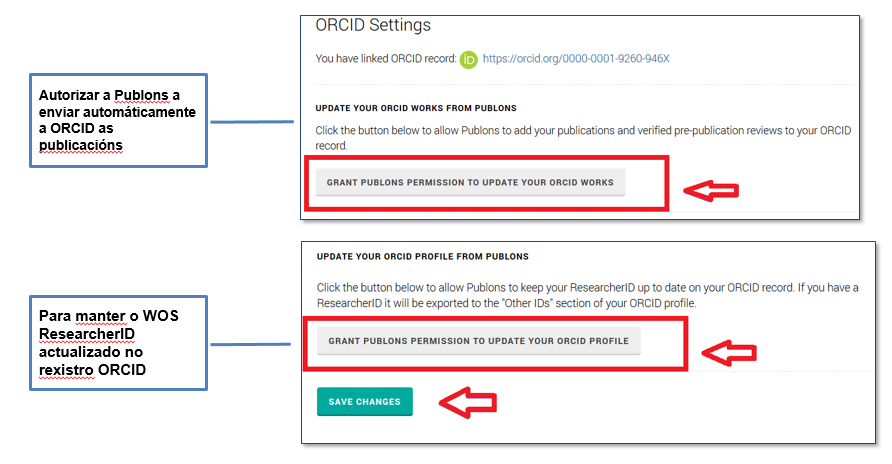 ORCID Settings
You have linked ORCID record: iD https://orcid.org/0000-0001-9260-946X
Autorizar a Publons a
enviar automáticamente
a ORCID as
publicacións
UPDATE YOUR ORCID WORKS FROM PUBLONS
Click the button below to allow Publons to add your publications and verified pre-publication reviews to your ORCID
record.
GRANT PUBLONS PERMISSION TO UPDATE YOUR ORCID WORKS
UPDATE YOUR ORCID PROFILE FROM PUBLONS
Click the button below to allow Publons to keep your ResearcherID up to date on your ORCID record. If you have a
ResearcherID it will be exported to the "Other IDs" section of your ORCID profile.
Para manter o WOS
ResearcherID
actualizado no
rexistro ORCID
GRANT PUBLONS PERMISSION TO UPDATE YOUR ORCID PROFILE
SAVE CHANGES